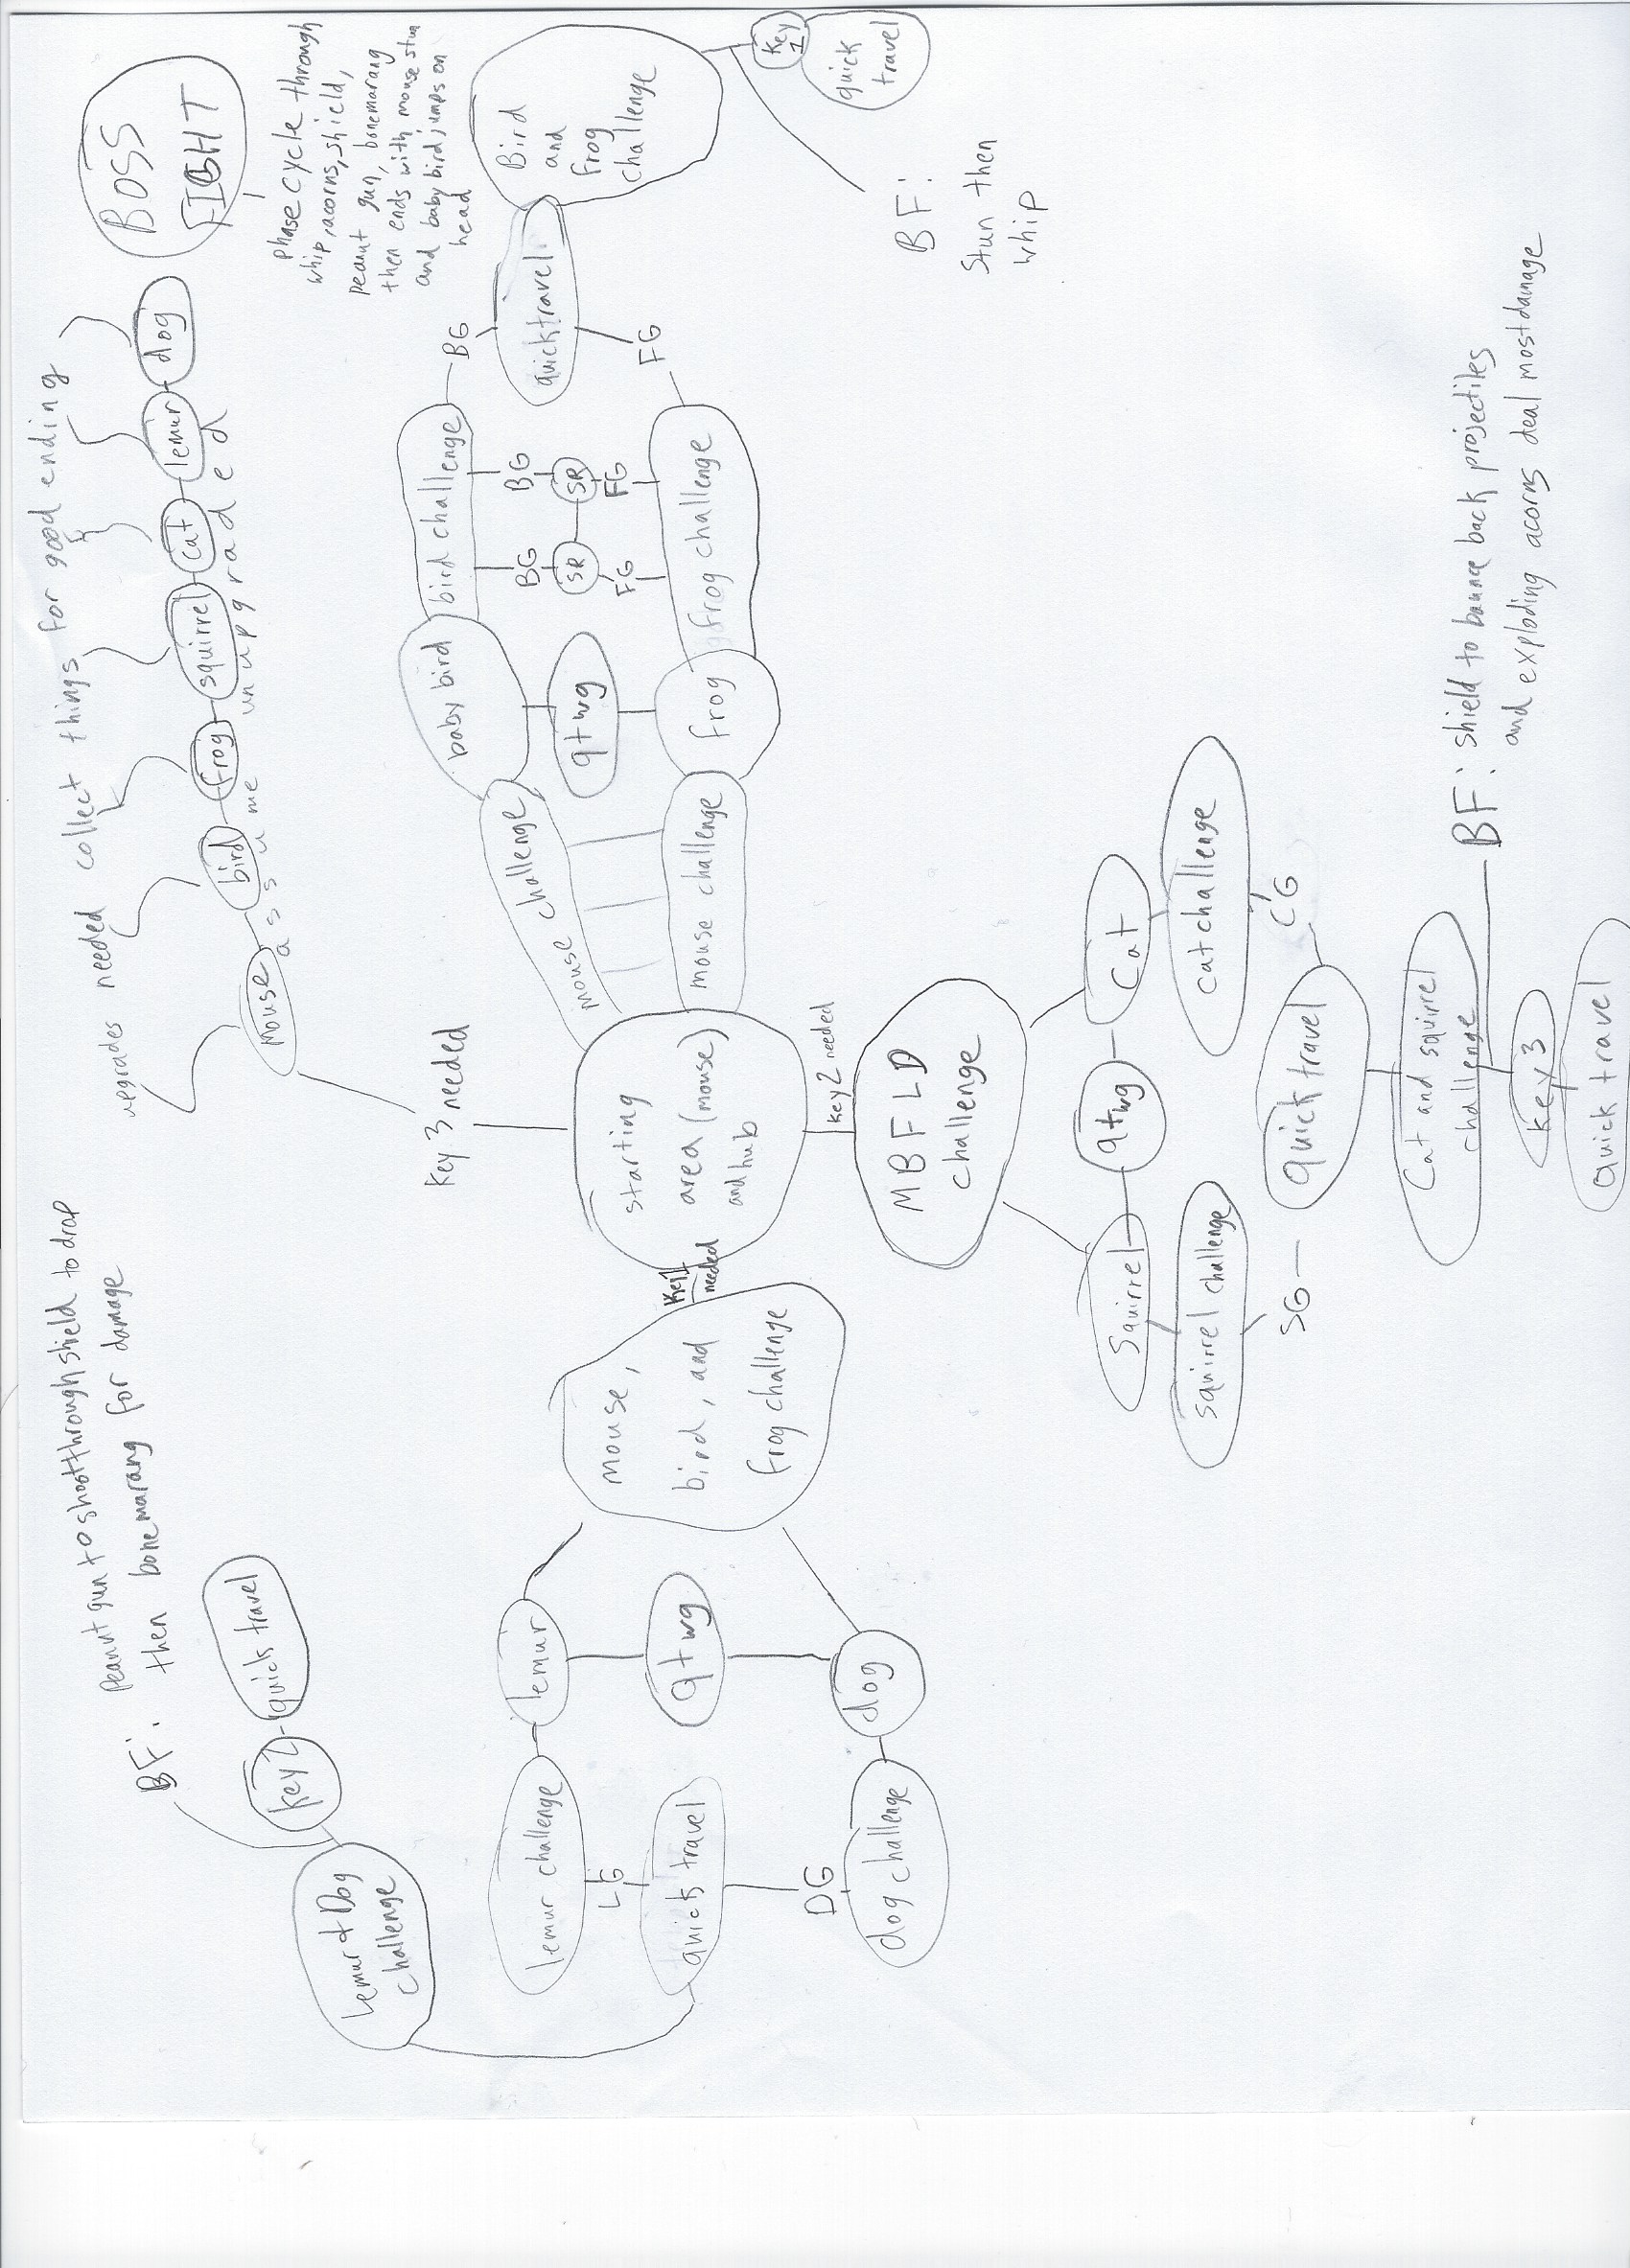 BF: peanut gun to shoot through shield to drop
then bonemarang for damage
key 2
quick travel
Lemur + Dog
challenge
upgrades needed collect things for good ending
Mouse
bird
frog
squirrel
cat
lemur
dog
assume unupgraded
BOSS
FIGHT
phase cycle through
whip, acorns, shield,
peanut gun, bonemarang
then ends with mouse stun
and baby bird jumps on
head
Key 3 needed
lemur challenge
lemur
LG
quick travel
qtwg
DG
dog challenge
dog
mouse,
bird, and
frog challenge
Key 1
needed
starting
area (mouse)
and hub
mouse challenge
baby bird
bird challenge
BG
qtwg
BG
BG
SR
SR
FG
FG
mouse challenge
frog
frog challenge
FG
quick travel
Bird
and
frog
challenge
key
1
quick
travel
BF:
Stun then
whip
key 2 needed
MBFLD
challenge
Squirrel
qtwg
Cat
squirrel challenge
cat challenge
SG
CG
quick travel
Cat and squirrel
challenge
BF: shield to bounce back projectiles
and exploding acorns deal most damage
key 3
quick travel